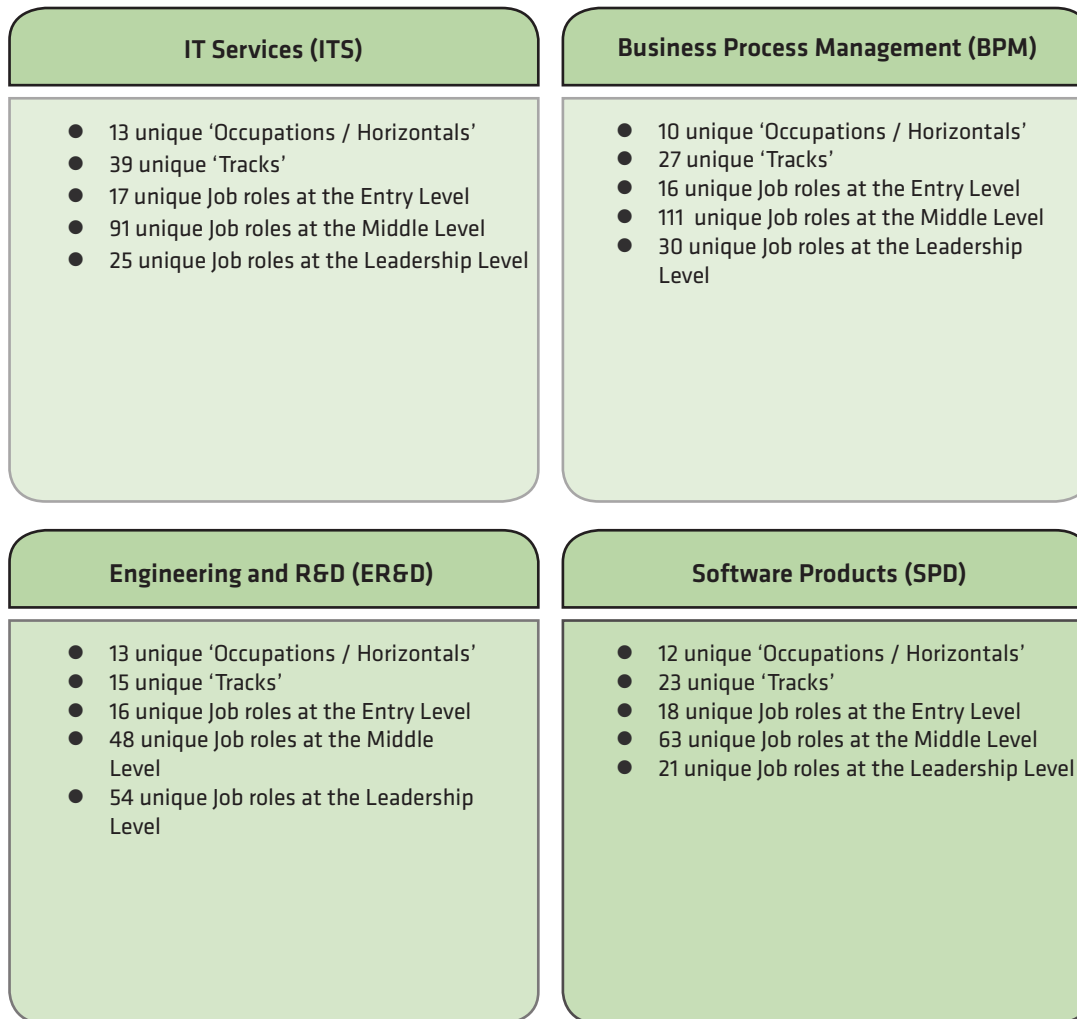 IT Services (ITS)
● 13 unique ‘Occupations / Horizontals’
● 39 unique ‘Tracks’
● 17 unique Job roles at the Entry Level
● 91 unique Job roles at the Middle Level
● 25 unique Job roles at the Leadership Level
Business Process Management (BPM)
● 10 unique ‘Occupations / Horizontals’
● 27 unique ‘Tracks’
● 16 unique Job roles at the Entry Level
● 111 unique Job roles at the Middle Level
● 30 unique Job roles at the Leadership
Level
Engineering and R&D (ER&D)
● 13 unique ‘Occupations / Horizontals’
● 15 unique ‘Tracks’
● 16 unique Job roles at the Entry Level
● 48 unique Job roles at the Middle
Level
● 54 unique Job roles at the Leadership
Level
Software Products (SPD)
● 12 unique ‘Occupations / Horizontals’
● 23 unique ‘Tracks’
● 18 unique Job roles at the Entry Level
● 63 unique Job roles at the Middle Level
● 21 unique Job roles at the Leadership Level